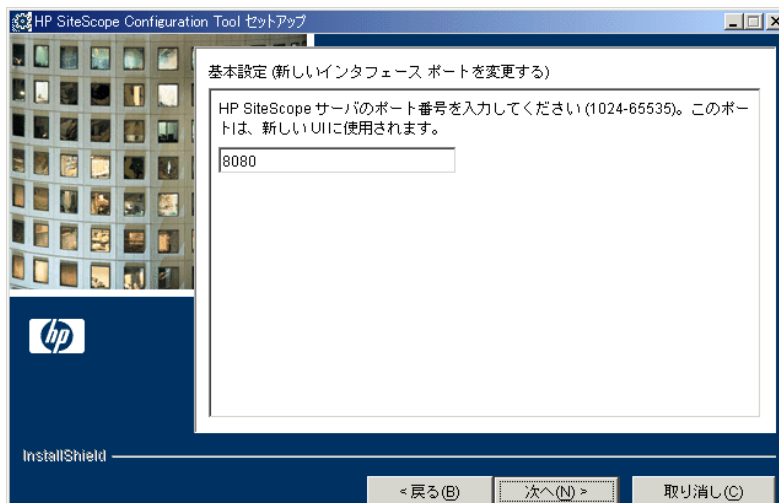 HP SiteScope Configuration Tool セットアップ
基本設定 (新しいインタフェース ポートを変更する)
HP SiteScope サーバのポート番号を入力してください (1024-65535)。このポー
トは、新しい UIに使用されます。
8080
hp
InstallShield
< 戻る(B)
次へ(N) >
取り消し(C)